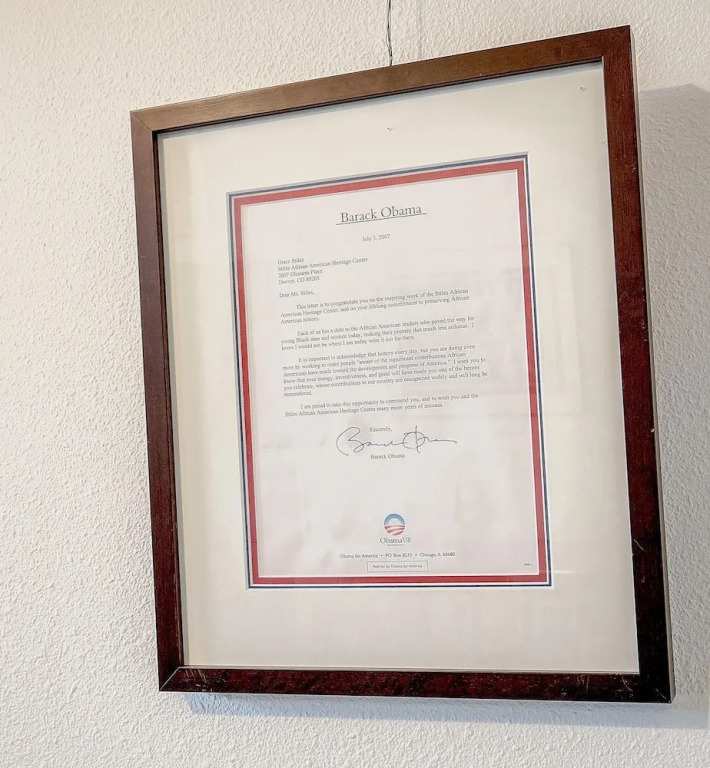 Barack Obama
July 3, 2007
Grace Stiles
Stiles African American Heritage Center
2607 Glenarm Place
Denver, CO 80205
Dear Ms. Stiles,
This letter is to congratulate you on the inspiring work of the Stiles African
American Heritage Center, and on your lifelong commitment to preserving African
American history.
Each of us has a debt to the African American leaders who paved the way for
young Black men and women today, making their journey that much less arduous. I
know I would not be where I am today were it not for them.
It is important to acknowledge that history every day, but you are doing even
more by working to make people "aware of the significant contributions African
Americans have made toward the development and progress of America." I want you to
know that your energy, inventiveness, and good will have made you one of the heroes
you celebrate, whose contributions to our country are recognized widely and will long be
remembered.
I am proud to take this opportunity to commend you, and to wish you and the
Stiles African American Heritage Center many more years of success.
Sincerely,
Barack Obama
Obama'08
Obama for America • PO Box 8210 • Chicago, IL 60680
Paid for by Obama for America